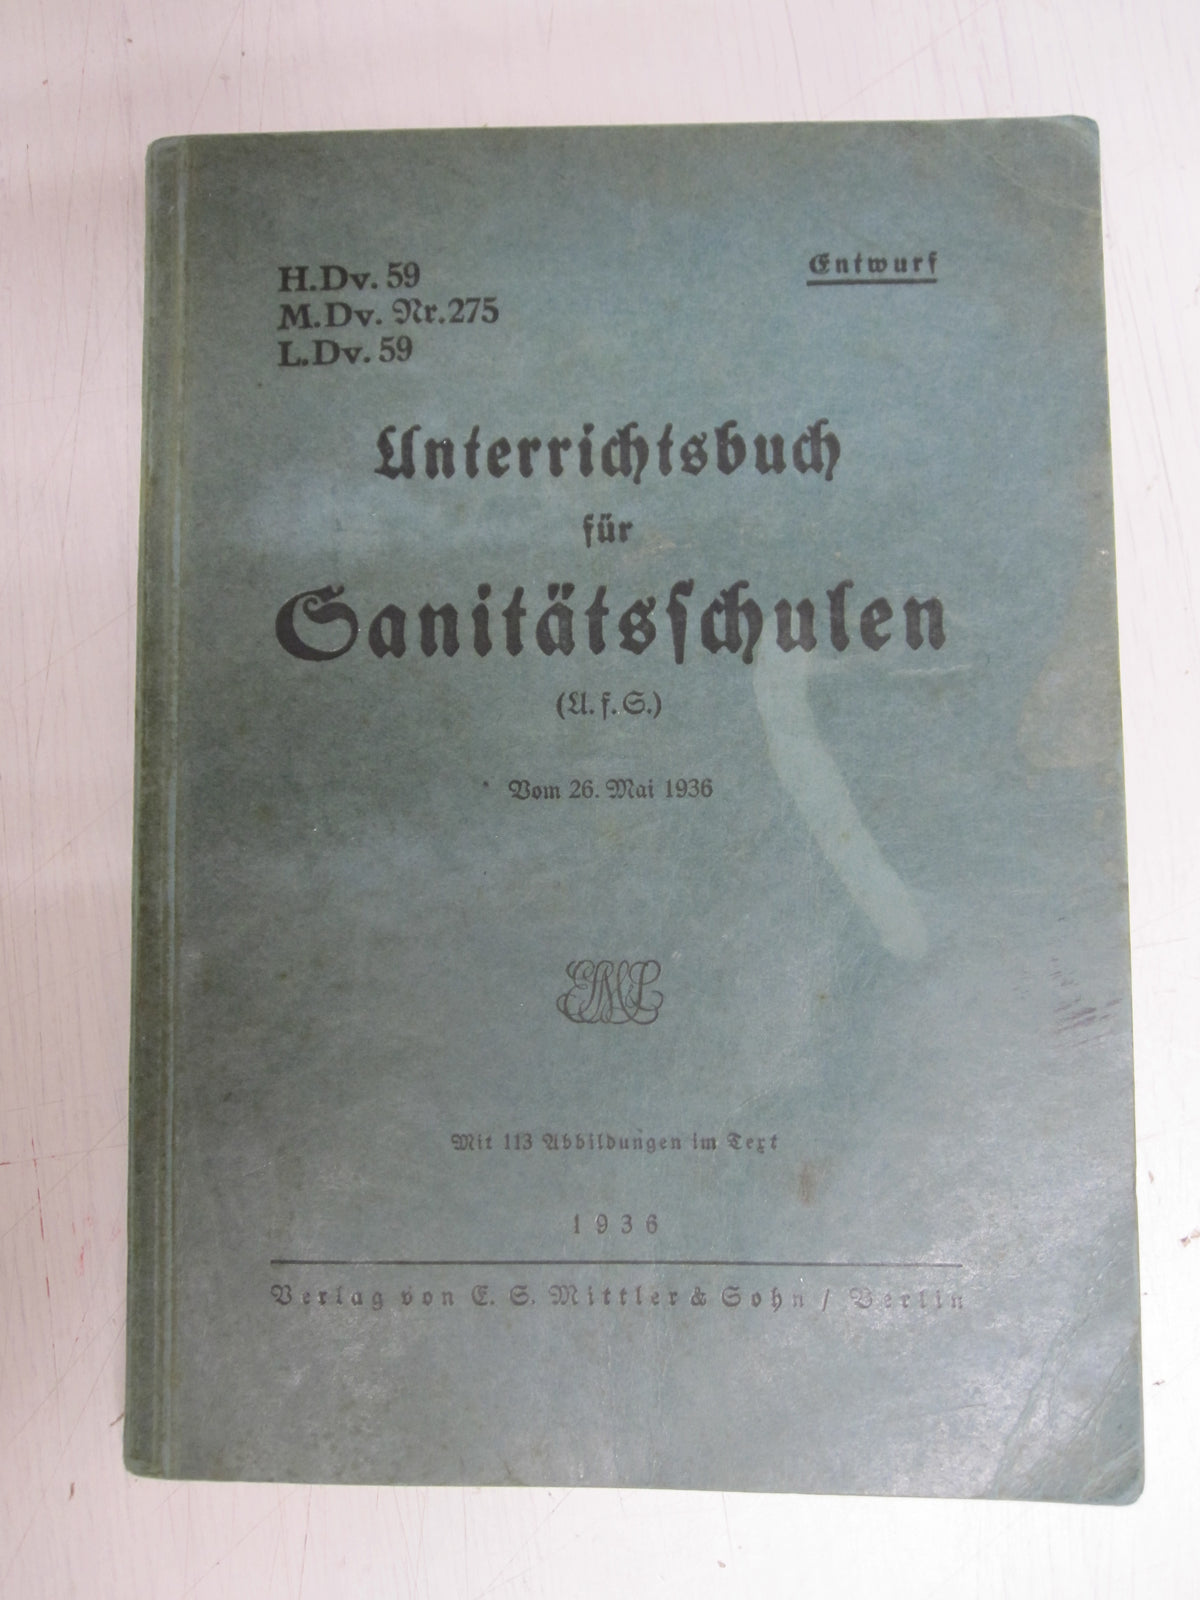 H.Dv. 59
M.Dv. Nr. 275
L.Dv. 59
Entwurf
Unterrichtsbuch
für
Sanitätsſchulen
(U. f. S.)
Vom 26. Mai 1936
Mit 113 Abbildungen im Text
1936
Verlag von E. S. Mittler & Sohn / Berlin